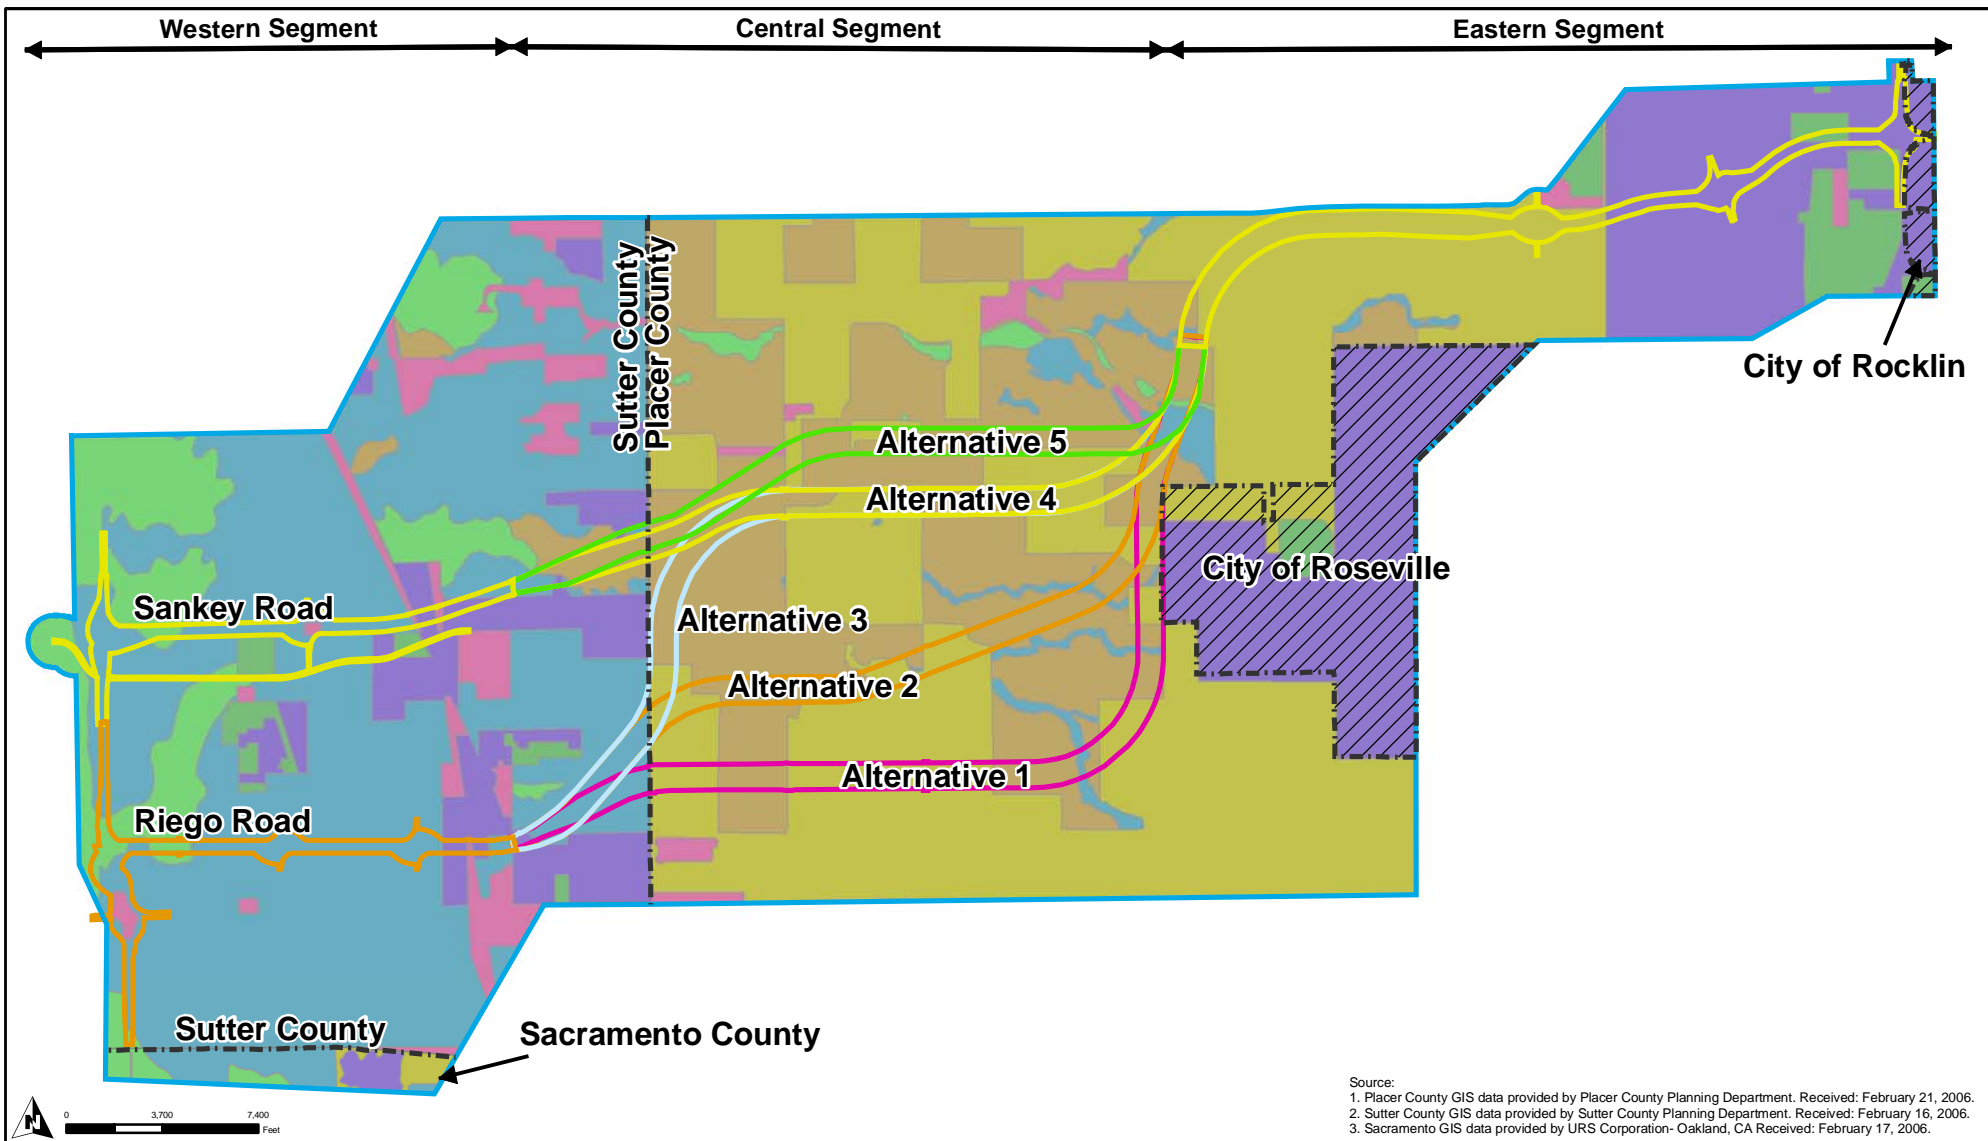 Western Segment
Central Segment
Eastern Segment
Sutter County
Placer County
City of Rocklin
Alternative 5
Alternative 4
City of Roseville
Sankey Road
Alternative 3
Alternative 2
Alternative 1
Riego Road
Sutter County
Sacramento County
N
0 3,700 7,400
Feet
Source:
1. Placer County GIS data provided by Placer County Planning Department. Received: February 21, 2006.
2. Sutter County GIS data provided by Sutter County Planning Department. Received: February 16, 2006.
3. Sacramento GIS data provided by URS Corporation- Oakland, CA Received: February 17, 2006.